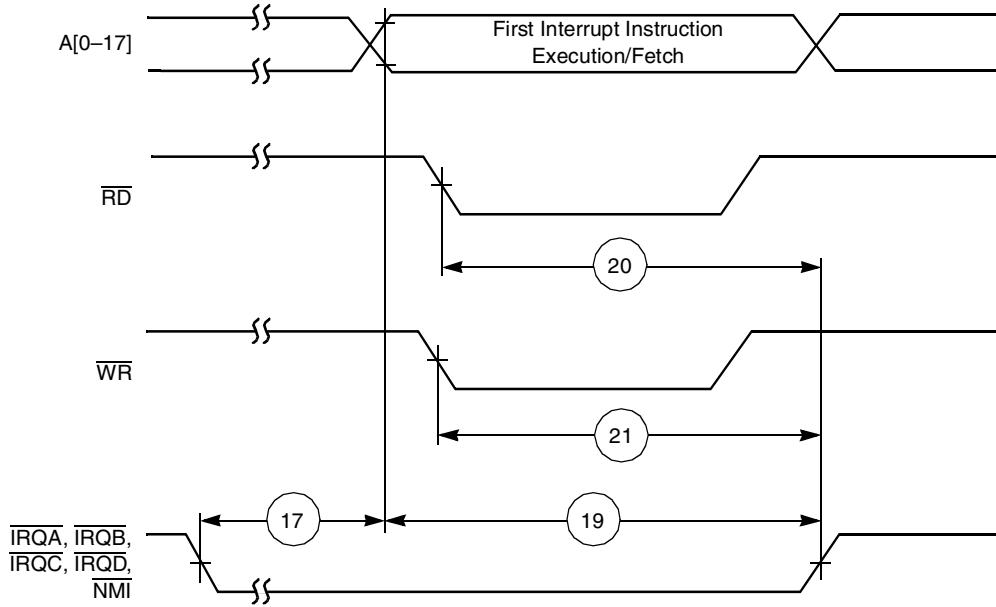 A[0–17]
First Interrupt Instruction
Execution/Fetch
RD
20
WR
21
17
19
IRQA, IRQB,
IRQC, IRQD,
NMI